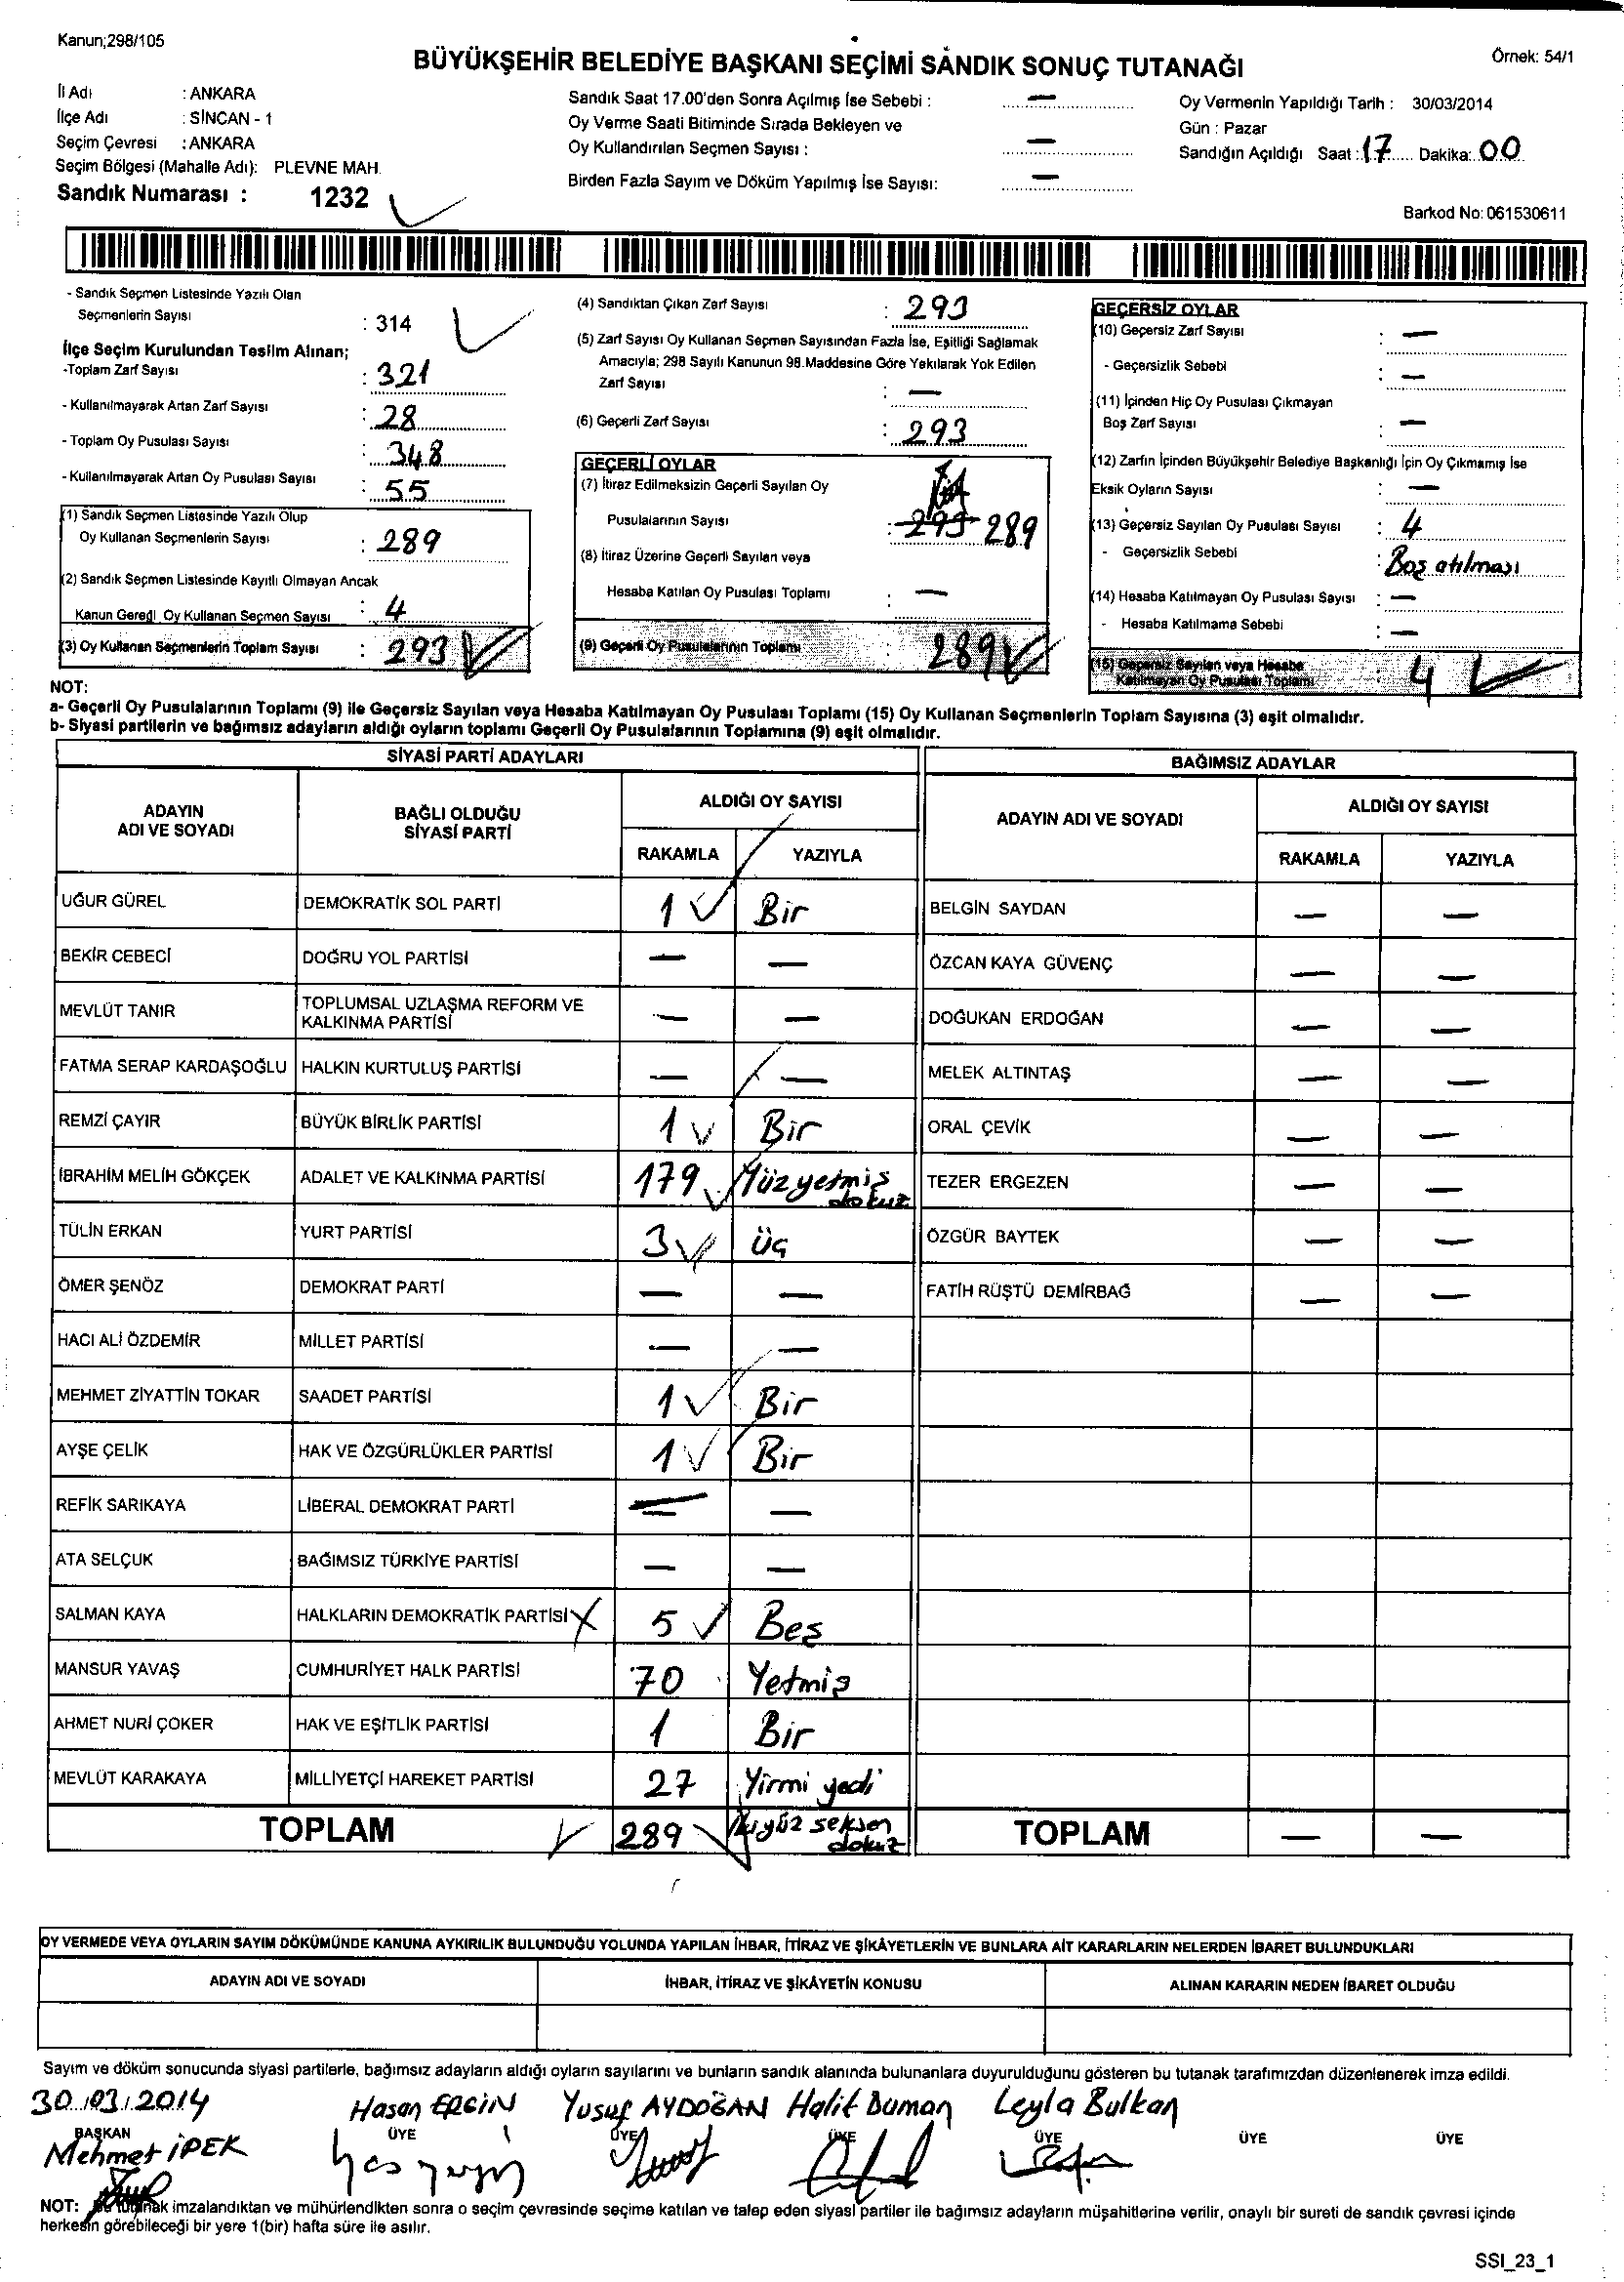 Kanun;298/105
BÜYÜKŞEHİR BELEDİYE BAŞKANI SEÇİMİ SANDIK SONUÇ TUTANAĞI
Örnek: 54/1
İl Adı : ANKARA
İlçe Adı : SİNCAN - 1
Seçim Çevresi : ANKARA
Seçim Bölgesi (Mahalle Adı): PLEVNE MAH.
Sandık Numarası : 1232
Sandık Saat 17.00'den Sonra Açılmış İse Sebebi : —
Oy Verme Saati Bitiminde Sırada Bekleyen ve
Oy Kullandırılan Seçmen Sayısı : —
Birden Fazla Sayım ve Döküm Yapılmış İse Sayısı: —
Oy Vermenin Yapıldığı Tarih : 30/03/2014
Gün : Pazar
Sandığın Açıldığı Saat : 17 Dakika: 00
Barkod No: 061530611
- Sandık Seçmen Listesinde Yazılı Olan
Seçmenlerin Sayısı : 314
İlçe Seçim Kurulundan Teslim Alınan;
-Toplam Zarf Sayısı : 321
- Kullanılmayarak Artan Zarf Sayısı : 28
- Toplam Oy Pusulası Sayısı : 348
- Kullanılmayarak Artan Oy Pusulası Sayısı : 55
(1) Sandık Seçmen Listesinde Yazılı Olup
Oy Kullanan Seçmenlerin Sayısı : 289
(2) Sandık Seçmen Listesinde Kayıtlı Olmayan Ancak
Kanun Gereği Oy Kullanan Seçmen Sayısı : 4
(3) Oy Kullanan Seçmenlerin Toplam Sayısı : 293
(4) Sandıktan Çıkan Zarf Sayısı : 293
(5) Zarf Sayısı Oy Kullanan Seçmen Sayısından Fazla İse, Eşitliği Sağlamak
Amacıyla; 298 Sayılı Kanunun 98.Maddesine Göre Yakılarak Yok Edilen
Zarf Sayısı : —
(6) Geçerli Zarf Sayısı : 293
GEÇERLİ OYLAR
(7) İtiraz Edilmeksizin Geçerli Sayılan Oy
Pusulalarının Sayısı : 293 289
(8) İtiraz Üzerine Geçerli Sayılan veya
Hesaba Katılan Oy Pusulası Toplamı : —
(9) Geçerli Oy Pusulalarının Toplamı : 289
GEÇERSİZ OYLAR
(10) Geçersiz Zarf Sayısı : —
- Geçersizlik Sebebi : —
(11) İçinden Hiç Oy Pusulası Çıkmayan
Boş Zarf Sayısı : —
(12) Zarfın İçinden Büyükşehir Belediye Başkanlığı İçin Oy Çıkmamış İse
Eksik Oyların Sayısı : —
(13) Geçersiz Sayılan Oy Pusulası Sayısı : 4
- Geçersizlik Sebebi : Boş atılması
(14) Hesaba Katılmayan Oy Pusulası Sayısı : —
- Hesaba Katılmama Sebebi : —
(15) Geçersiz Sayılan veya Hesaba
Katılmayan Oy Pusulası Toplamı 4
NOT:
a- Geçerli Oy Pusulalarının Toplamı (9) ile Geçersiz Sayılan veya Hesaba Katılmayan Oy Pusulası Toplamı (15) Oy Kullanan Seçmenlerin Toplam Sayısına (3) eşit olmalıdır.
b- Siyasi partilerin ve bağımsız adayların aldığı oyların toplamı Geçerli Oy Pusulalarının Toplamına (9) eşit olmalıdır.
SİYASİ PARTİ ADAYLARI
ADAYIN ADI VE SOYADI
BAĞLI OLDUĞU SİYASİ PARTİ
ALDIĞI OY SAYISI
RAKAMLA YAZIYLA
BAĞIMSIZ ADAYLAR
ADAYIN ADI VE SOYADI
ALDIĞI OY SAYISI
RAKAMLA YAZIYLA
UĞUR GÜREL DEMOKRATİK SOL PARTİ 1 Bir BELGİN SAYDAN — —
BEKİR CEBECİ DOĞRU YOL PARTİSİ — — ÖZCAN KAYA GÜVENÇ — —
MEVLÜT TANIR TOPLUMSAL UZLAŞMA REFORM VE KALKINMA PARTİSİ — — DOĞUKAN ERDOĞAN — —
FATMA SERAP KARDAŞOĞLU HALKIN KURTULUŞ PARTİSİ — — MELEK ALTINTAŞ — —
REMZİ ÇAYIR BÜYÜK BİRLİK PARTİSİ 1 Bir ORAL ÇEVİK — —
İBRAHİM MELİH GÖKÇEK ADALET VE KALKINMA PARTİSİ 179 Yüzyetmiş dokuz TEZER ERGEZEN — —
TÜLİN ERKAN YURT PARTİSİ 3 Üç ÖZGÜR BAYTEK — —
ÖMER ŞENÖZ DEMOKRAT PARTİ — — FATİH RÜŞTÜ DEMİRBAĞ — —
HACI ALİ ÖZDEMİR MİLLET PARTİSİ — —
MEHMET ZİYATTİN TOKAR SAADET PARTİSİ 1 Bir
AYŞE ÇELİK HAK VE ÖZGÜRLÜKLER PARTİSİ 1 Bir
REFİK SARIKAYA LİBERAL DEMOKRAT PARTİ — —
ATA SELÇUK BAĞIMSIZ TÜRKİYE PARTİSİ — —
SALMAN KAYA HALKLARIN DEMOKRATİK PARTİSİ 5 Beş
MANSUR YAVAŞ CUMHURİYET HALK PARTİSİ 70 Yetmiş
AHMET NURİ ÇOKER HAK VE EŞİTLİK PARTİSİ 1 Bir
MEVLÜT KARAKAYA MİLLİYETÇİ HAREKET PARTİSİ 27 Yirmi yedi
TOPLAM 289 İkiyüz seksen dokuz TOPLAM — —
OY VERMEDE VEYA OYLARIN SAYIM DÖKÜMÜNDE KANUNA AYKIRILIK BULUNDUĞU YOLUNDA YAPILAN İHBAR, İTİRAZ VE ŞİKÂYETLERİN VE BUNLARA AİT KARARLARIN NELERDEN İBARET BULUNDUKLARI
ADAYIN ADI VE SOYADI İHBAR, İTİRAZ VE ŞİKÂYETİN KONUSU ALINAN KARARIN NEDEN İBARET OLDUĞU
Sayım ve döküm sonucunda siyasi partilerle, bağımsız adayların aldığı oyların sayılarını ve bunların sandık alanında bulunanlara duyurulduğunu gösteren bu tutanak tarafımızdan düzenlenerek imza edildi.
30.03.2014 Hasan ERGİN Yusuf AYDOĞAN Halit Duman Leyla Bulkan
BAŞKAN ÜYE ÜYE ÜYE ÜYE ÜYE ÜYE
Mehmet İPEK
NOT: Bu tutanak imzalandıktan ve mühürlendikten sonra o seçim çevresinde seçime katılan ve talep eden siyasi partiler ile bağımsız adayların müşahitlerine verilir, onaylı bir sureti de sandık çevresi içinde
herkesin görebileceği bir yere 1(bir) hafta süre ile asılır.
SSI_23_1